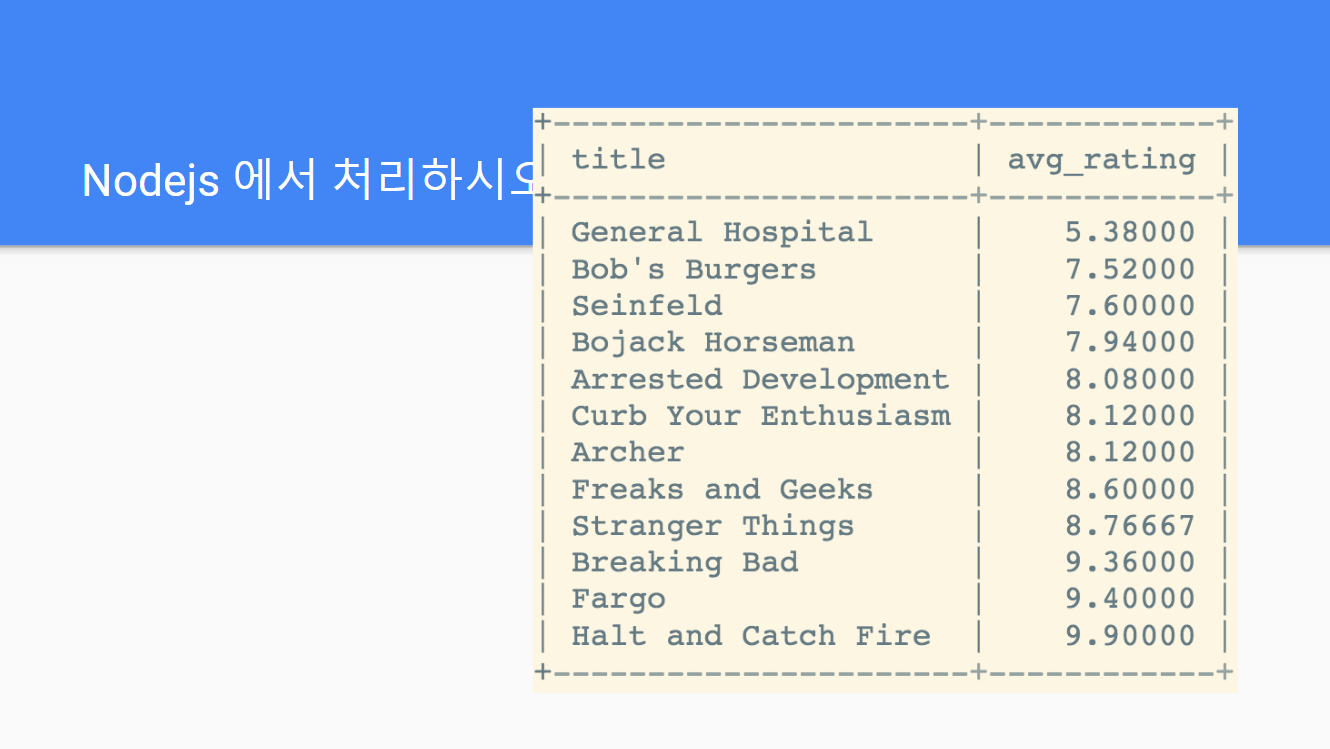 Nodejs 에서 처리하시오
+----------------------+------------+
| title | avg_rating |
+----------------------+------------+
| General Hospital | 5.38000 |
| Bob's Burgers | 7.52000 |
| Seinfeld | 7.60000 |
| Bojack Horseman | 7.94000 |
| Arrested Development | 8.08000 |
| Curb Your Enthusiasm | 8.12000 |
| Archer | 8.12000 |
| Freaks and Geeks | 8.60000 |
| Stranger Things | 8.76667 |
| Breaking Bad | 9.36000 |
| Fargo | 9.40000 |
| Halt and Catch Fire | 9.90000 |
+----------------------+------------+